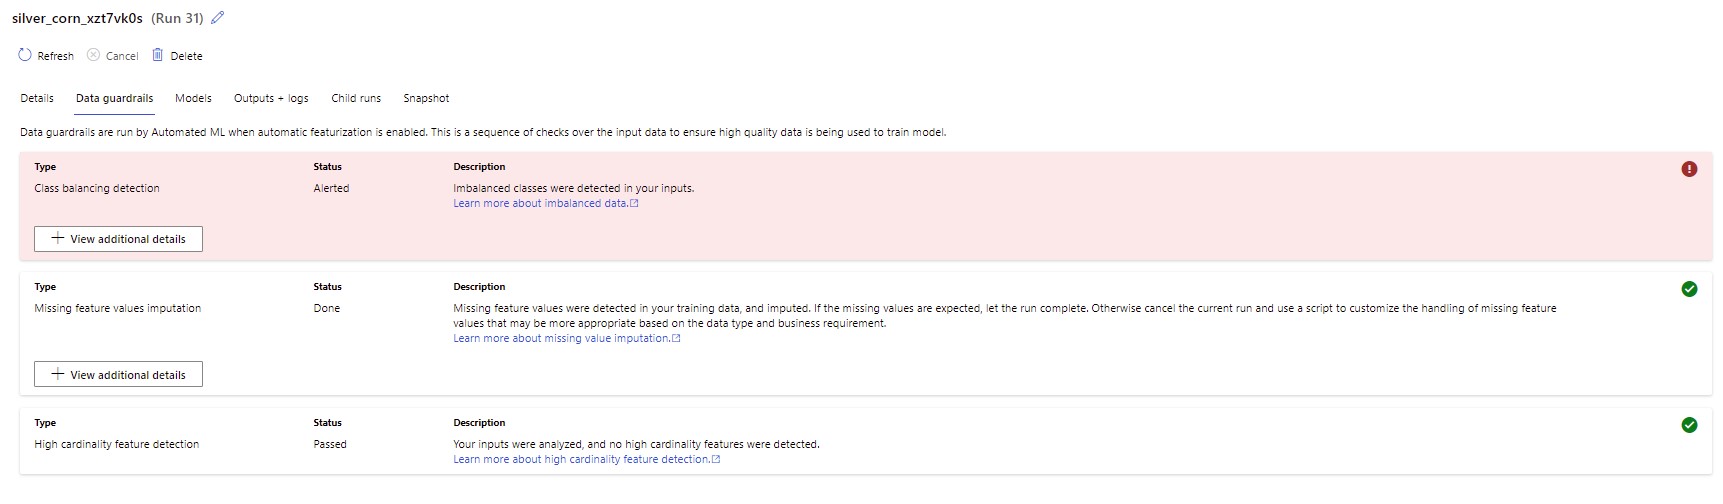 silver_corn_xzt7vk0s (Run 31)
Refresh Cancel Delete
Details Data guardrails Models Outputs + logs Child runs Snapshot
Data guardrails are run by Automated ML when automatic featurization is enabled. This is a sequence of checks over the input data to ensure high quality data is being used to train model.
Type Status Description
Class balancing detection Alerted Imbalanced classes were detected in your inputs.
Learn more about imbalanced data.
View additional details
Type Status Description
Missing feature values imputation Done Missing feature values were detected in your training data, and imputed. If the missing values are expected, let the run complete. Otherwise cancel the current run and use a script to customize the handling of missing feature
values that may be more appropriate based on the data type and business requirement.
Learn more about missing value imputation.
View additional details
Type Status Description
High cardinality feature detection Passed Your inputs were analyzed, and no high cardinality features were detected.
Learn more about high cardinality feature detection.